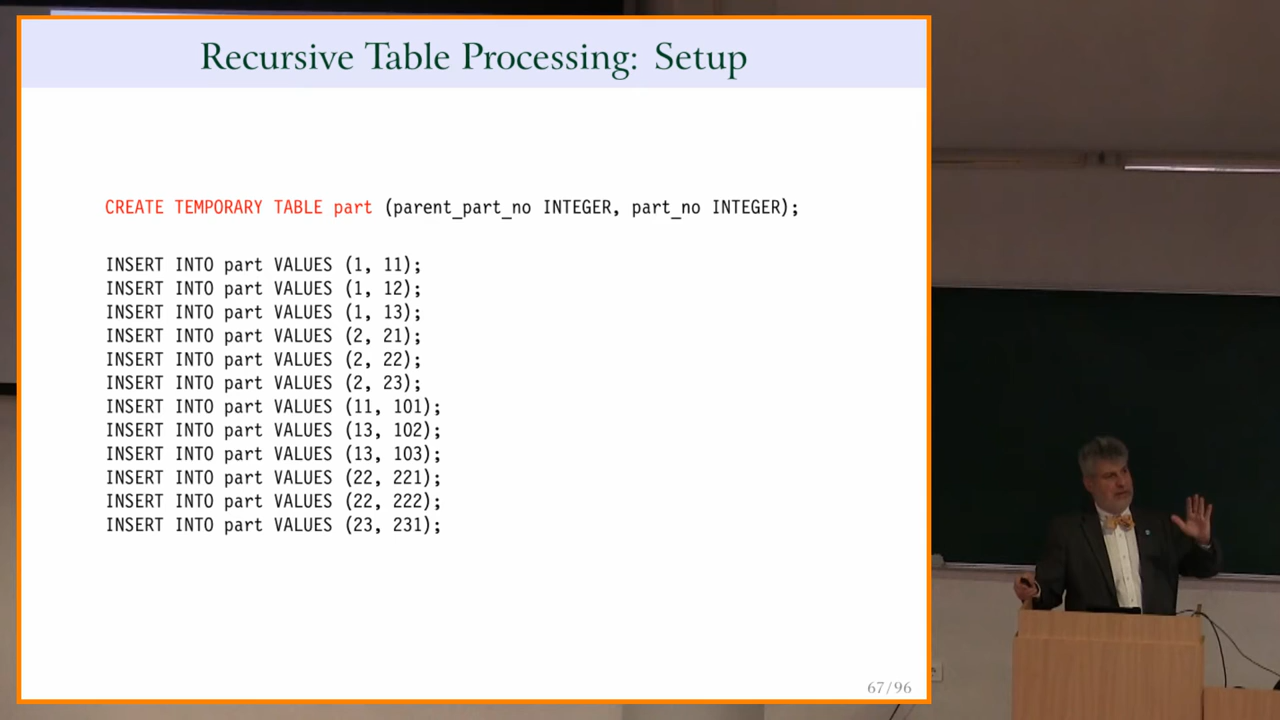 Recursive Table Processing: Setup
CREATE TEMPORARY TABLE part (parent_part_no INTEGER, part_no INTEGER);
INSERT INTO part VALUES (1, 11);
INSERT INTO part VALUES (1, 12);
INSERT INTO part VALUES (1, 13);
INSERT INTO part VALUES (2, 21);
INSERT INTO part VALUES (2, 22);
INSERT INTO part VALUES (2, 23);
INSERT INTO part VALUES (11, 101);
INSERT INTO part VALUES (13, 102);
INSERT INTO part VALUES (13, 103);
INSERT INTO part VALUES (22, 221);
INSERT INTO part VALUES (22, 222);
INSERT INTO part VALUES (23, 231);
67/96